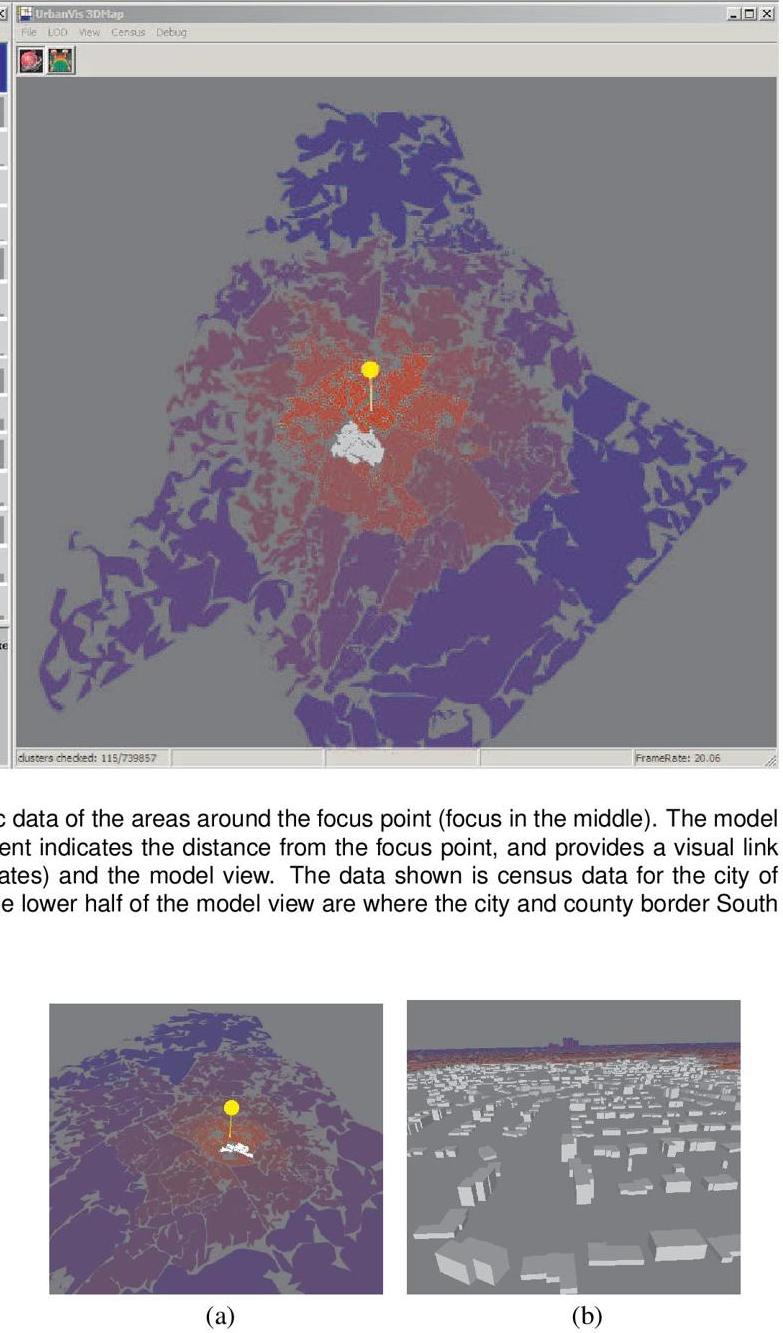 UrbanVis 3DMap
File LOD View Census Debug
clusters checked: 115/739857 FrameRate: 20.06
c data of the areas around the focus point (focus in the middle). The model
ent indicates the distance from the focus point, and provides a visual link
ates) and the model view. The data shown is census data for the city of
e lower half of the model view are where the city and county border South
(a) (b)